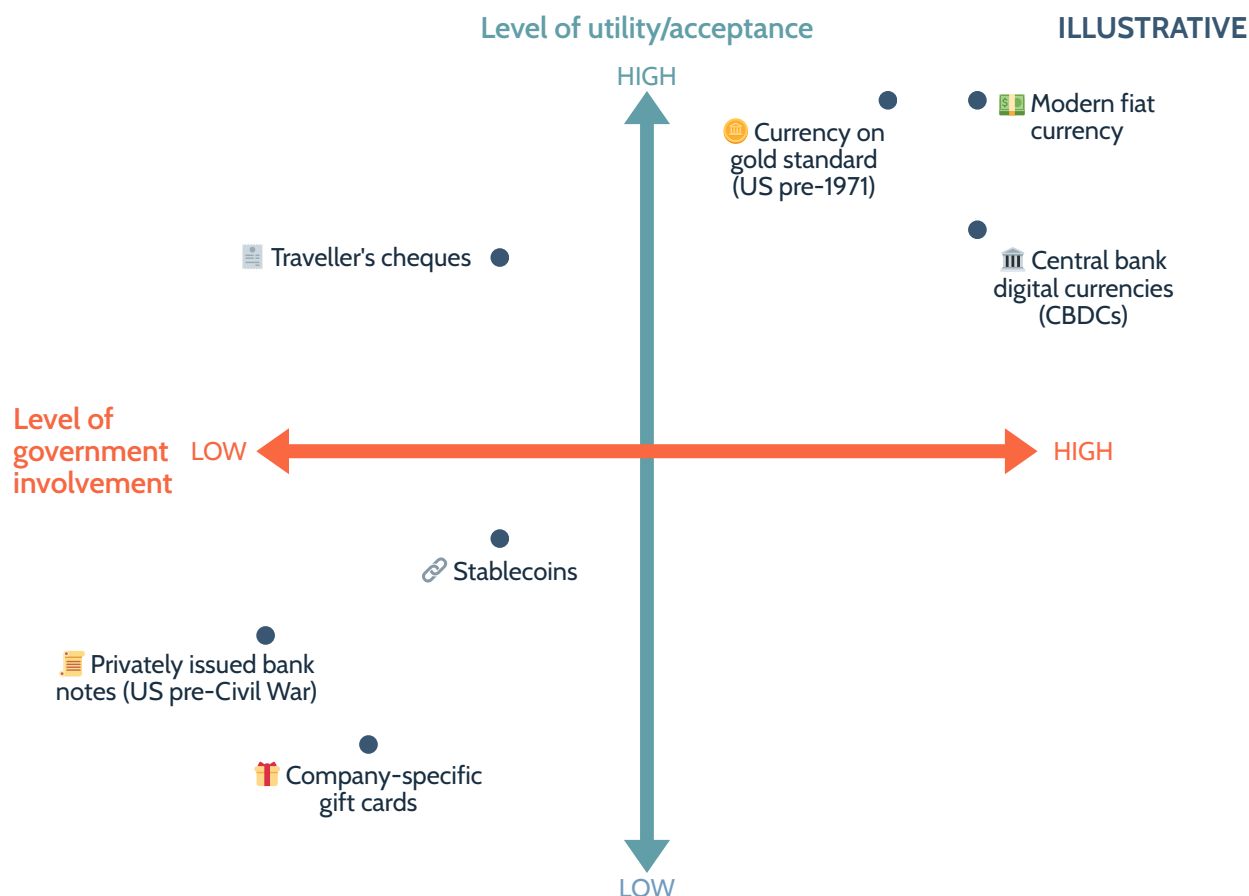 Level of utility/acceptance
ILLUSTRATIVE
HIGH
Modern fiat
currency
Currency on
gold standard
(US pre-1971)
Traveller's cheques
Central bank
digital currencies
(CBDCs)
Level of
government
involvement
LOW
HIGH
Stablecoins
Privately issued bank
notes (US pre-Civil War)
Company-specific
gift cards
LOW